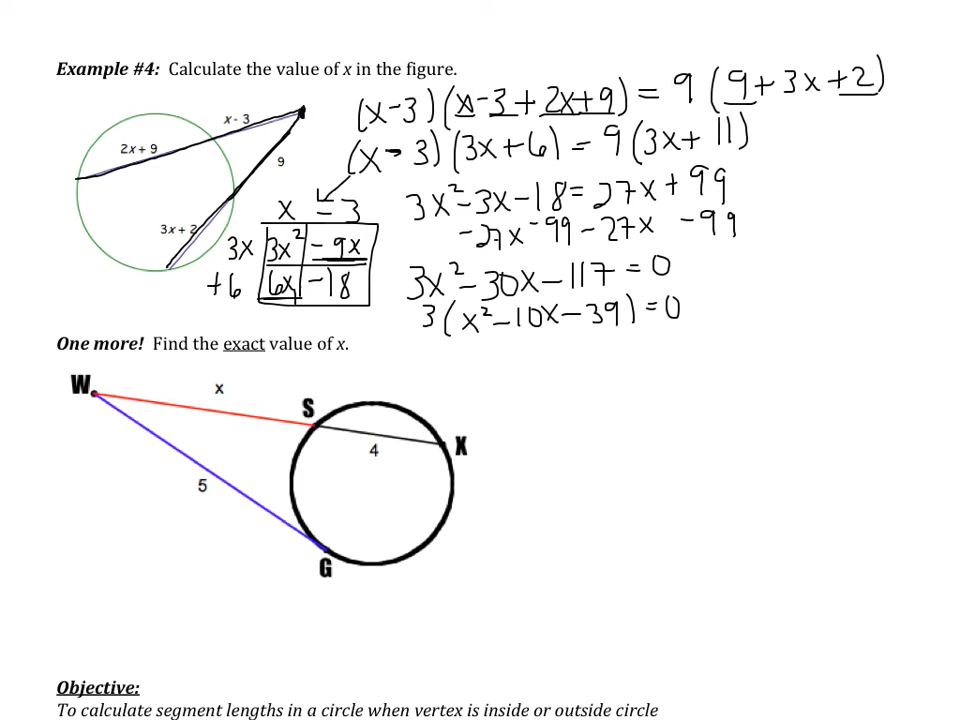 Example #4: Calculate the value of x in the figure.
(x-3)(x-3+2x+9) = 9(9+3x+2)
x - 3
2x + 9
9
3x + 2
(x-3)(3x+6) = 9(3x+11)
3x²-3x-18=27x+99
-27x -99 -27x -99
x - 3
3x 3x² -9x
+6 6x -18
3x²-30x-117=0
3(x²-10x-39)=0
One more! Find the exact value of x.
W
x
S
X
4
5
G
Objective:
To calculate segment lengths in a circle when vertex is inside or outside circle